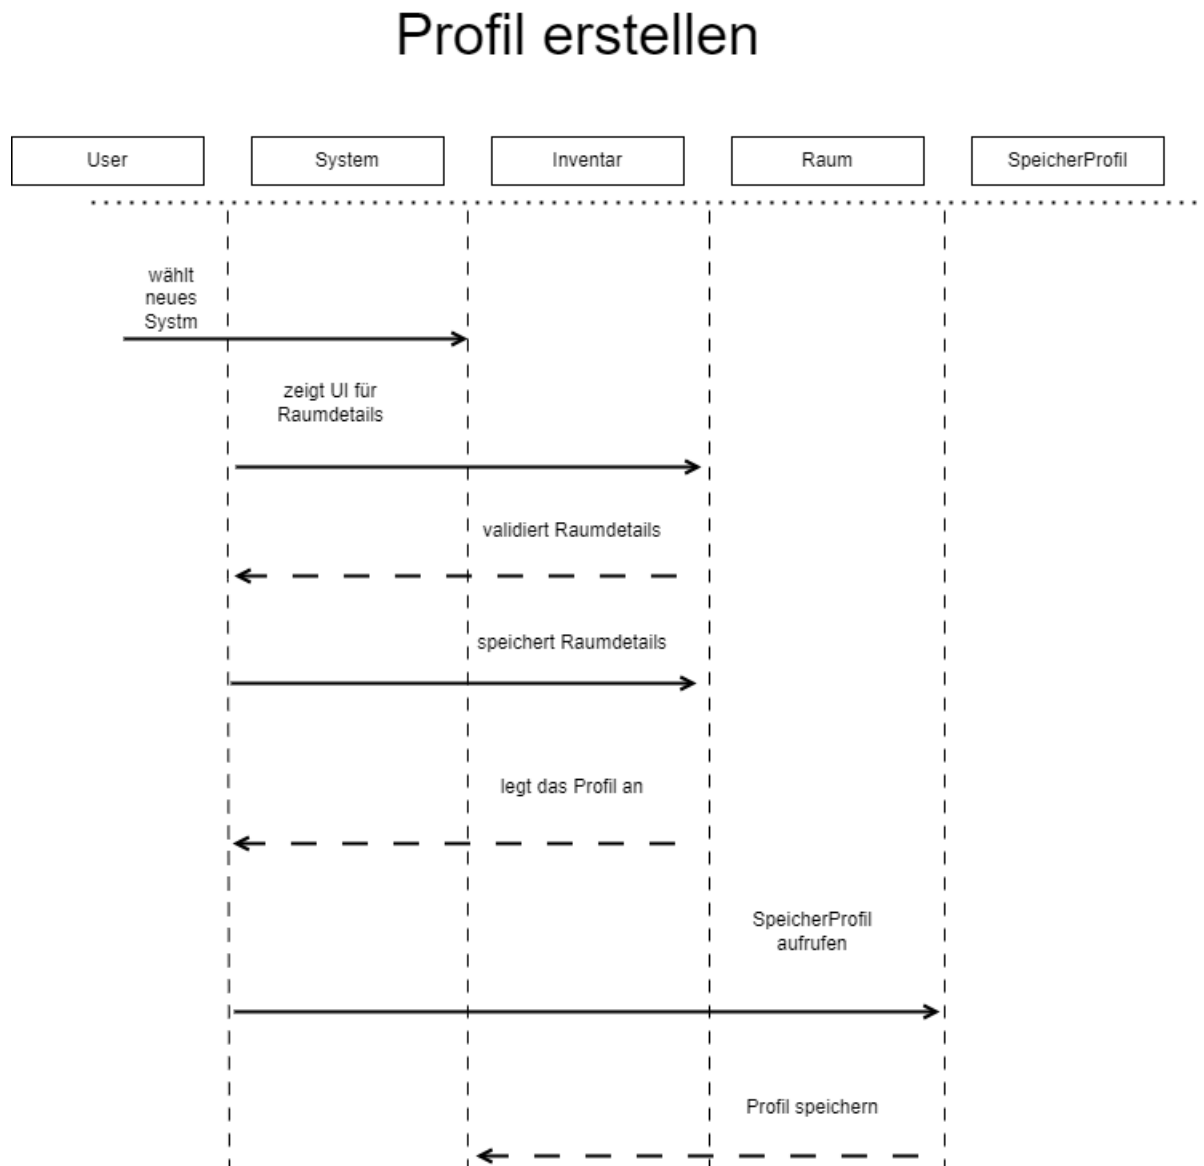 Profil erstellen
User
System
Inventar
Raum
SpeicherProfil
wählt
neues
Systm
zeigt UI für
Raumdetails
validiert Raumdetails
speichert Raumdetails
legt das Profil an
SpeicherProfil
aufrufen
Profil speichern